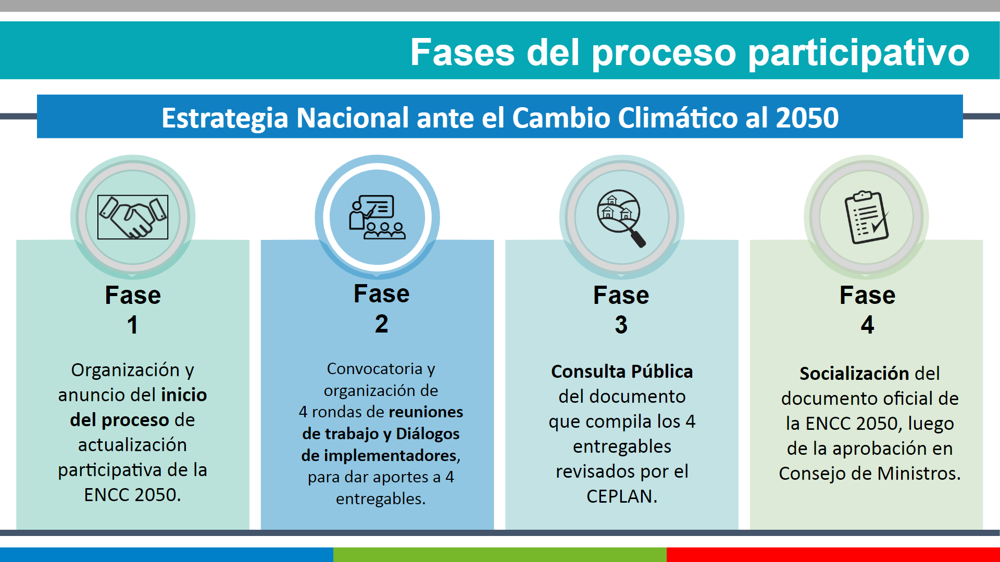 Fases del proceso participativo
Estrategia Nacional ante el Cambio Climático al 2050
Fase
1
Organización y
anuncio del inicio
del proceso de
actualización
participativa de la
ENCC 2050.
Fase
2
Convocatoria y
organización de
4 rondas de reuniones
de trabajo y Diálogos
de implementadores,
para dar aportes a 4
entregables.
Fase
3
Consulta Pública
del documento
que compila los 4
entregables
revisados por el
CEPLAN.
Fase
4
Socialización del
documento oficial de
la ENCC 2050, luego
de la aprobación en
Consejo de Ministros.